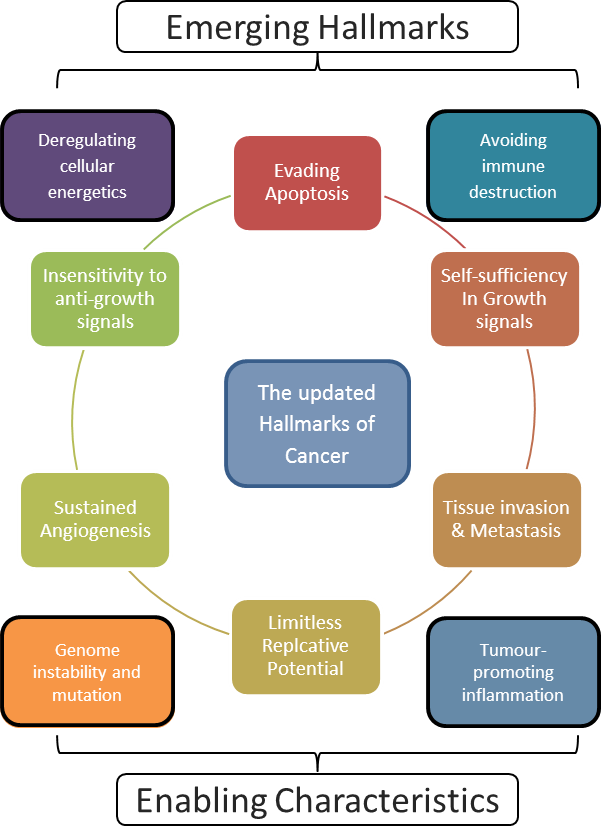 Emerging Hallmarks
Deregulating
cellular
energetics
Evading
Apoptosis
Avoiding
immune
destruction
Insensitivity to
anti-growth
signals
Self-sufficiency
In Growth
signals
The updated
Hallmarks of
Cancer
Sustained
Angiogenesis
Tissue invasion
& Metastasis
Limitless
Replcative
Potential
Genome
instability and
mutation
Tumour-
promoting
inflammation
Enabling Characteristics